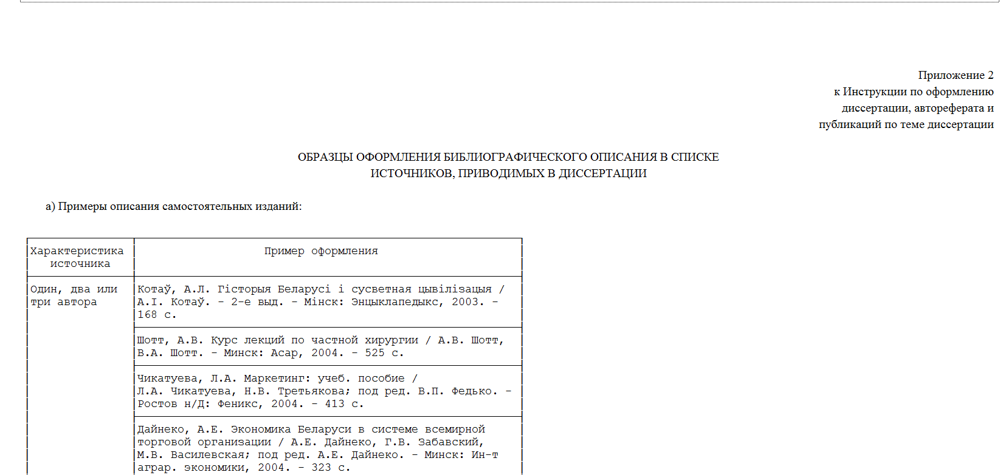 Приложение 2
к Инструкции по оформлению
диссертации, автореферата и
публикаций по теме диссертации
ОБРАЗЦЫ ОФОРМЛЕНИЯ БИБЛИОГРАФИЧЕСКОГО ОПИСАНИЯ В СПИСКЕ
ИСТОЧНИКОВ, ПРИВОДИМЫХ В ДИССЕРТАЦИИ
а) Примеры описания самостоятельных изданий:
Характеристика
источника
Пример оформления
Один, два или
три автора
Котаў, А.Л. Гісторыя Беларусі і сусветная цывілізацыя /
А.І. Котаў. - 2-е выд. - Мінск: Энцыклапедыкс, 2003. -
168 с.
Шотт, А.В. Курс лекций по частной хирургии / А.В. Шотт,
В.А. Шотт. - Минск: Асар, 2004. - 525 с.
Чикатуева, Л.А. Маркетинг: учеб. пособие /
Л.А. Чикатуева, Н.В. Третьякова; под ред. В.П. Федько. -
Ростов н/Д: Феникс, 2004. - 413 с.
Дайнеко, А.Е. Экономика Беларуси в системе всемирной
торговой организации / А.Е. Дайнеко, Г.В. Забавский,
М.В. Василевская; под ред. А.Е. Дайнеко. - Минск: Ин-т
аграр. экономики, 2004. - 323 с.